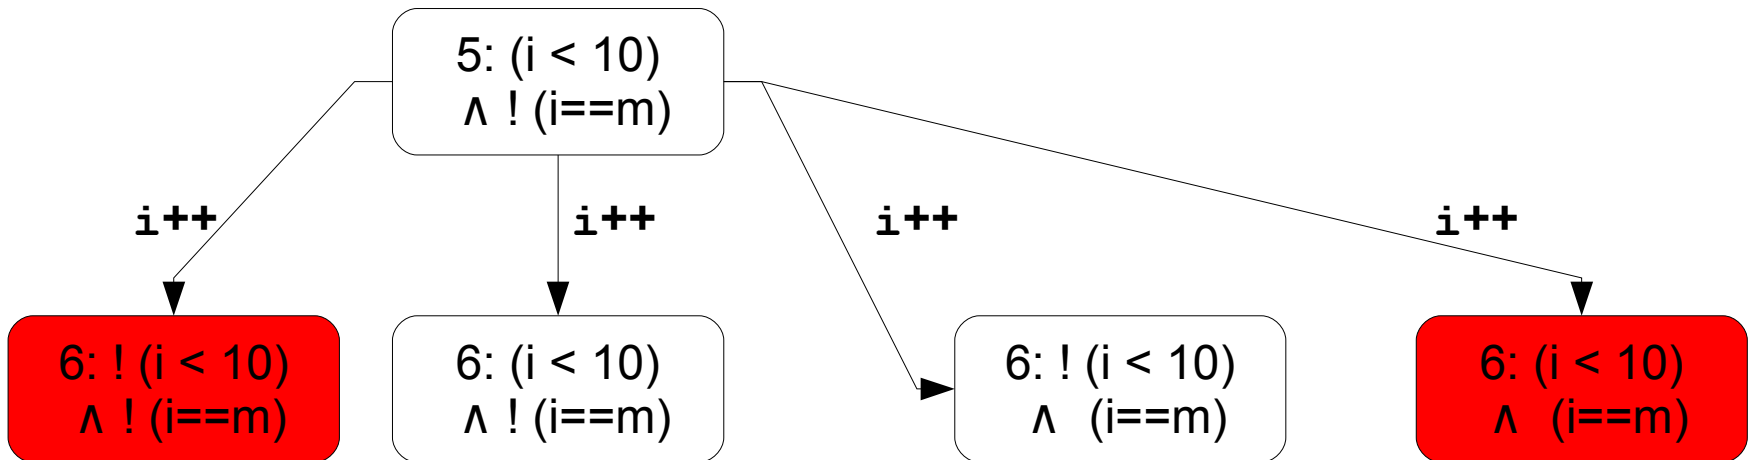 5: (i < 10)
∧ ! (i==m)
i++
i++
i++
i++
6: ! (i < 10)
∧ ! (i==m)
6: (i < 10)
∧ ! (i==m)
6: ! (i < 10)
∧ (i==m)
6: (i < 10)
∧ (i==m)